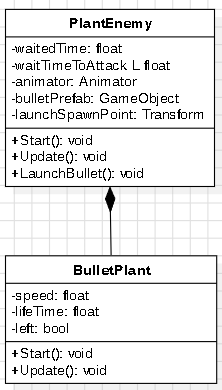 PlantEnemy
-waitedTime: float
-waitTimeToAttack L float
-animator: Animator
-bulletPrefab: GameObject
-launchSpawnPoint: Transform
+Start(): void
+Update(): void
+LaunchBullet(): void
BulletPlant
-speed: float
-lifeTime: float
-left: bool
+Start(): void
+Update(): void